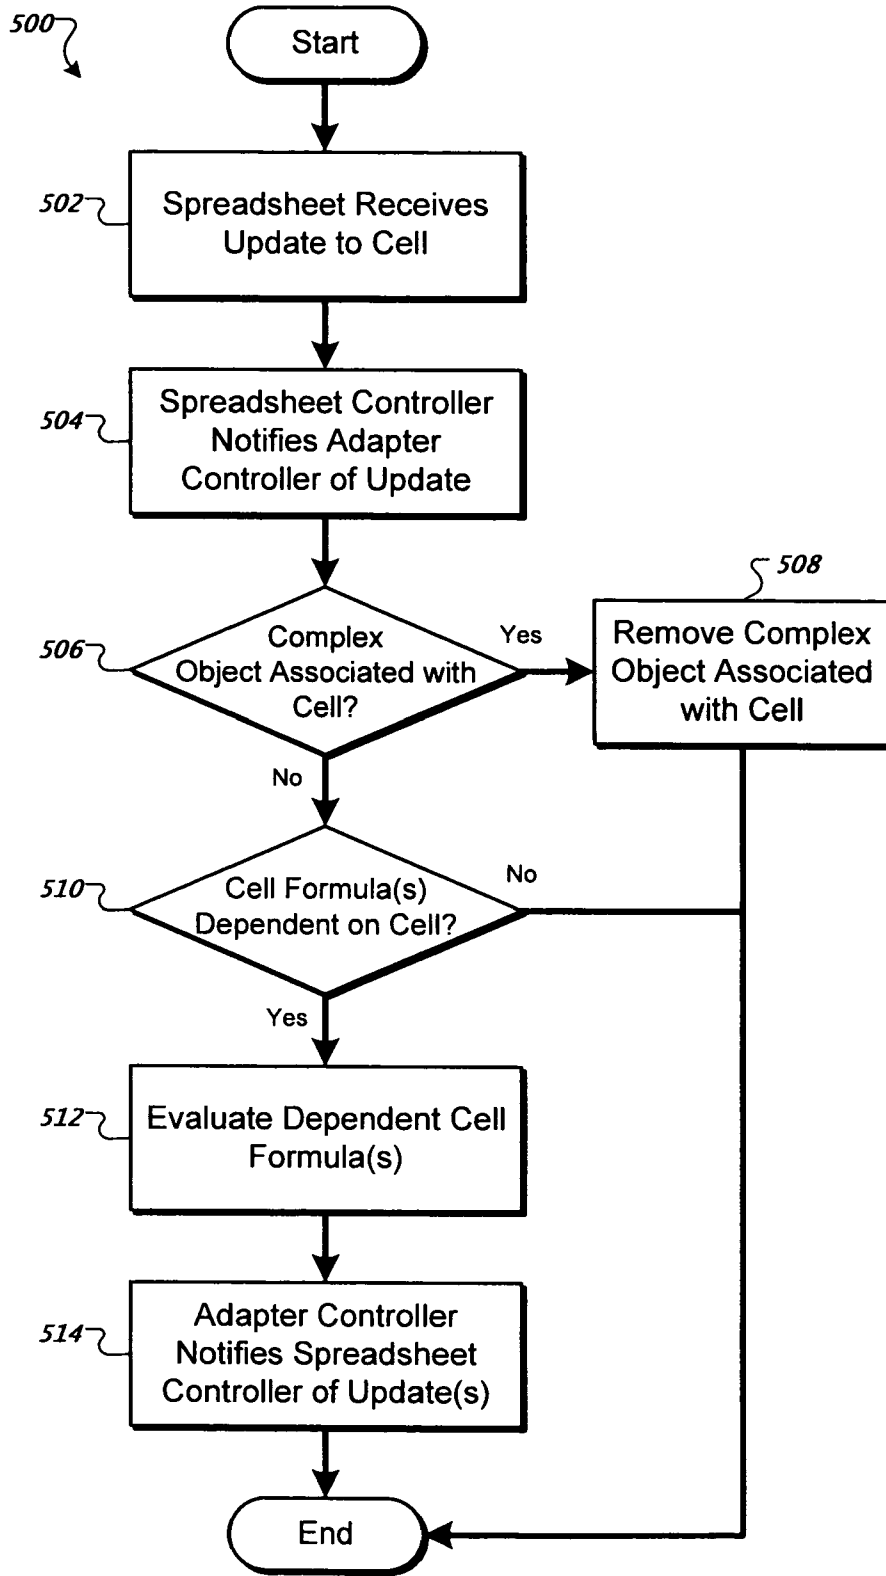 500
Start
502
Spreadsheet Receives
Update to Cell
504
Spreadsheet Controller
Notifies Adapter
Controller of Update
506
Complex
Object Associated with
Cell?
Yes
508
Remove Complex
Object Associated
with Cell
No
510
Cell Formula(s)
Dependent on Cell?
No
Yes
512
Evaluate Dependent Cell
Formula(s)
514
Adapter Controller
Notifies Spreadsheet
Controller of Update(s)
End